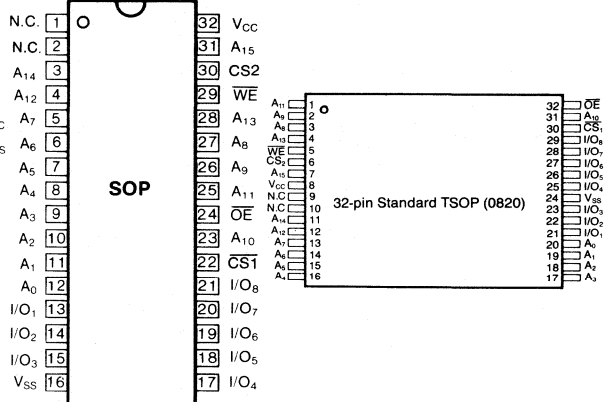 N.C. 1 32 VCC
N.C. 2 31 A15
A14 3 30 CS2
A12 4 29 W̅E̅
A7 5 28 A13
A6 6 27 A8
A5 7 26 A9
A4 8 25 A11
A3 9 24 O̅E̅
A2 10 23 A10
A1 11 22 C̅S̅1̅
A0 12 21 I/O8
I/O1 13 20 I/O7
I/O2 14 19 I/O6
I/O3 15 18 I/O5
VSS 16 17 I/O4
SOP
C
S
A11 1 32 O̅E̅
A9 2 31 A10
A8 3 30 C̅S̅1̅
A13 4 29 I/O8
W̅E̅ 5 28 I/O7
CS2 6 27 I/O6
A15 7 26 I/O5
VCC 8 25 I/O4
N.C 9 24 VSS
N.C 10 23 I/O3
A14 11 22 I/O2
A12 12 21 I/O1
A7 13 20 A0
A6 14 19 A1
A5 15 18 A2
A4 16 17 A3
32-pin Standard TSOP (0820)